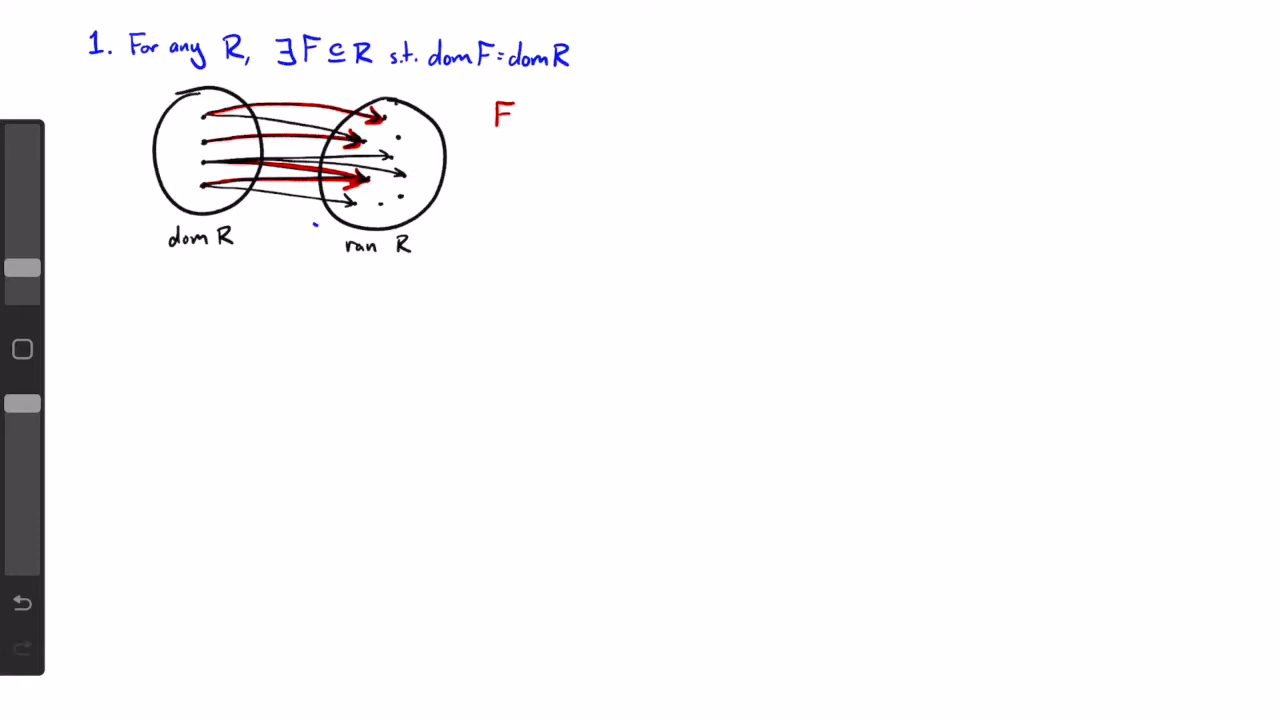 1. For any R, ∃F ⊆ R s.t. dom F = dom R
F
dom R
ran R